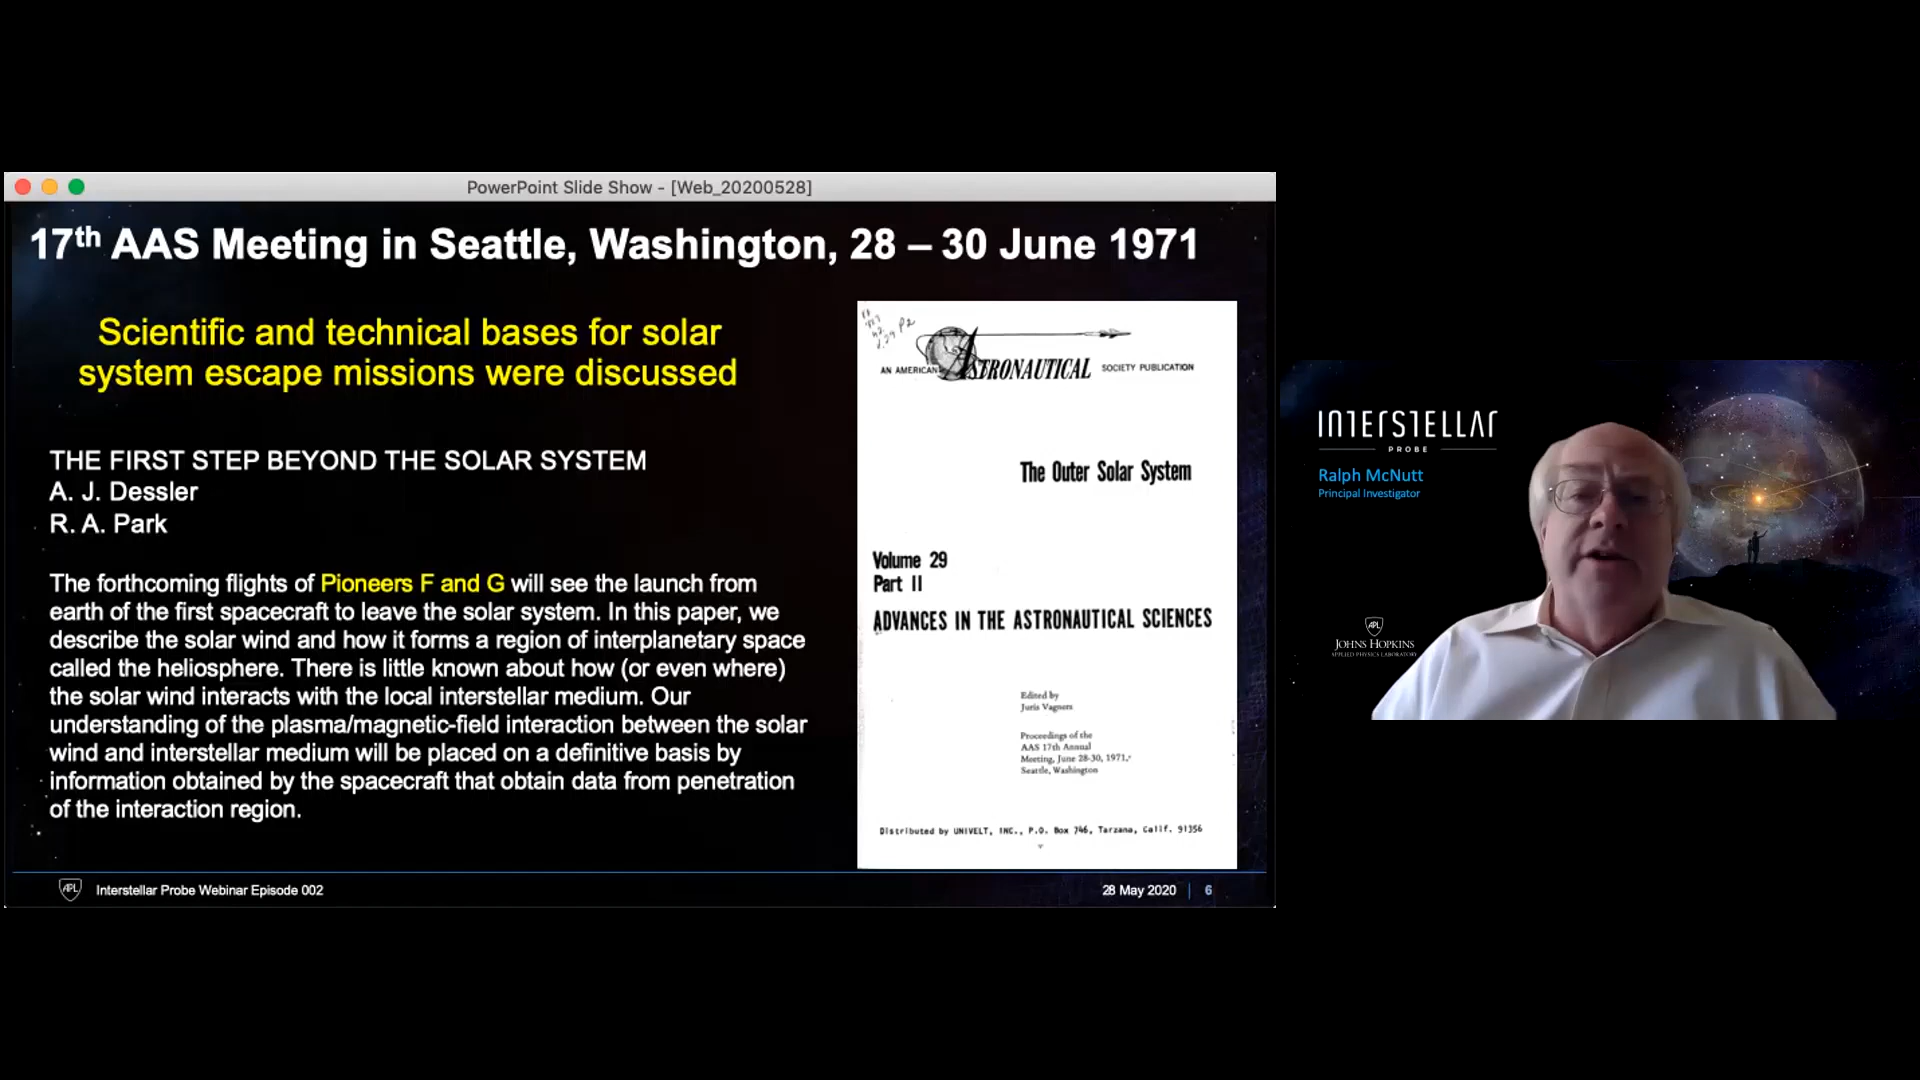 PowerPoint Slide Show - [Web_20200528]
17th AAS Meeting in Seattle, Washington, 28 – 30 June 1971
Scientific and technical bases for solar
system escape missions were discussed
THE FIRST STEP BEYOND THE SOLAR SYSTEM
A. J. Dessler
R. A. Park
The forthcoming flights of Pioneers F and G will see the launch from
earth of the first spacecraft to leave the solar system. In this paper, we
describe the solar wind and how it forms a region of interplanetary space
called the heliosphere. There is little known about how (or even where)
the solar wind interacts with the local interstellar medium. Our
understanding of the plasma/magnetic-field interaction between the solar
wind and interstellar medium will be placed on a definitive basis by
information obtained by the spacecraft that obtain data from penetration
of the interaction region.
AN AMERICAN ASTRONAUTICAL SOCIETY PUBLICATION
The Outer Solar System
Volume 29
Part II
ADVANCES IN THE ASTRONAUTICAL SCIENCES
Edited by
Juris Vagners
Proceedings of the
AAS 17th Annual
Meeting, June 28-30, 1971,
Seattle, Washington
Distributed by UNIVELT, INC., P.O. Box 746, Tarzana, Calif. 91356
APL
Interstellar Probe Webinar Episode 002
28 May 2020 | 6
INTERSTELLAR
PROBE
Ralph McNutt
Principal Investigator
APL
JOHNS HOPKINS
APPLIED PHYSICS LABORATORY